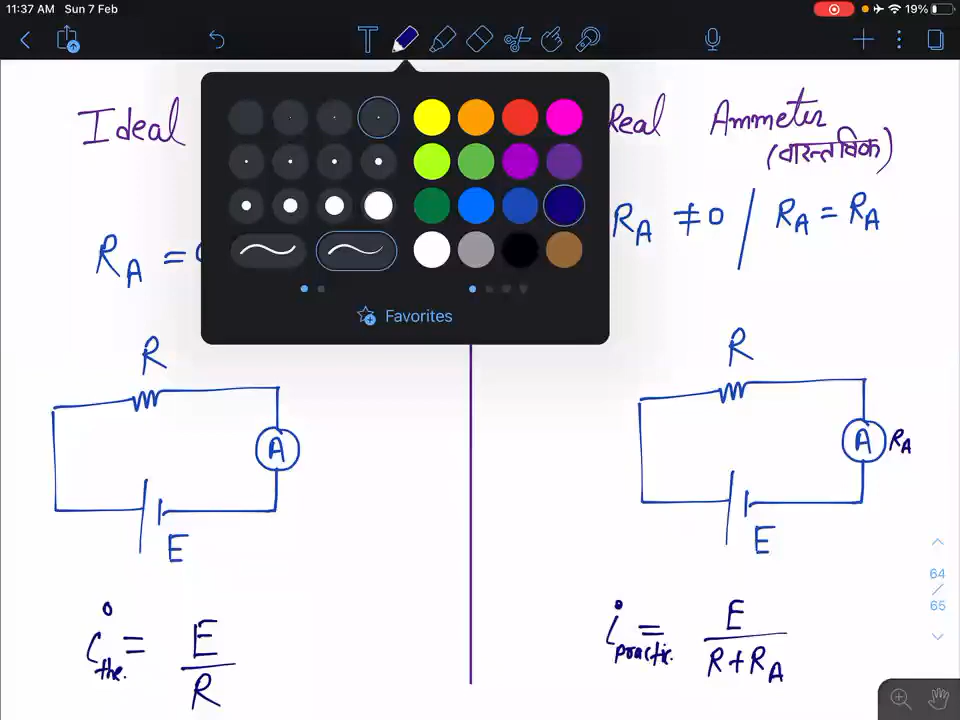 11:37 AM Sun 7 Feb
19%
T
Ideal
Real Ammeter
(वास्तविक)
R_A =
R_A ≠ 0 / R_A = R_A
Favorites
R
A
E
R
A R_A
E
i_the. = E/R
i_practic. = E/(R+R_A)
64
/
65